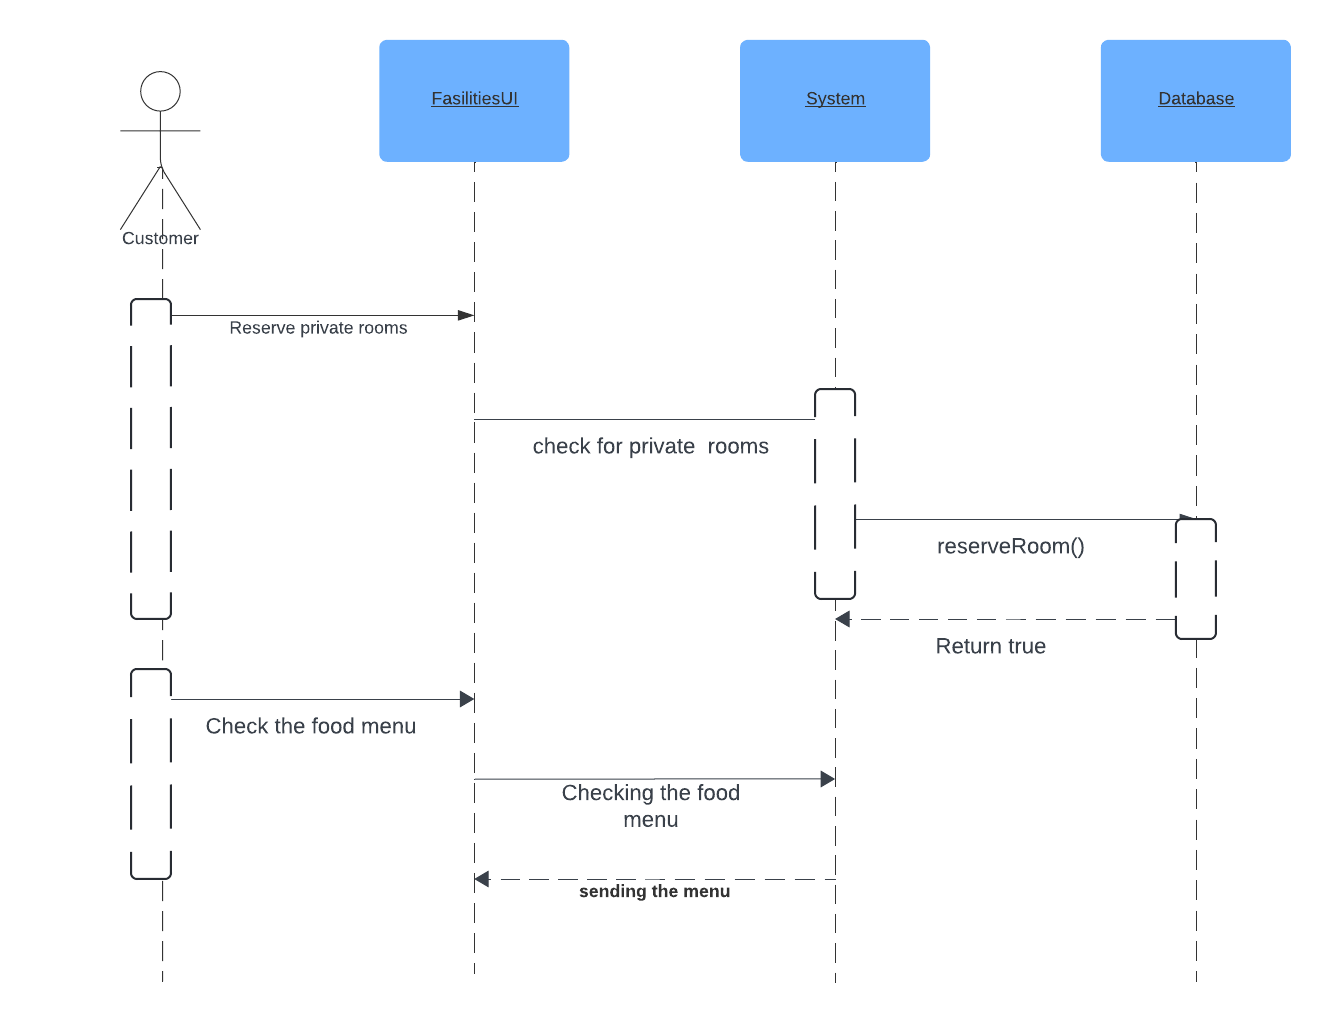 FasilitiesUI
System
Database
Customer
Reserve private rooms
check for private  rooms
reserveRoom()
Return true
Check the food menu
Checking the food
menu
sending the menu